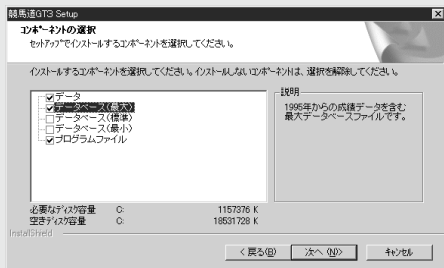 競馬道GT3 Setup
コンポーネントの選択
セットアップでインストールするコンポーネントを選択してください。
インストールするコンポーネントを選択してください。インストールしないコンポーネントは、選択を解除してください。
データ
データベース(最大)
データベース(標準)
データベース(最小)
プログラムファイル
説明
1995年からの成績データを含む
最大データベースファイルです。
必要なディスク容量 C: 1157376 K
空きディスク容量 C: 18531728 K
InstallShield
< 戻る(B) 次へ (N)> キャンセル